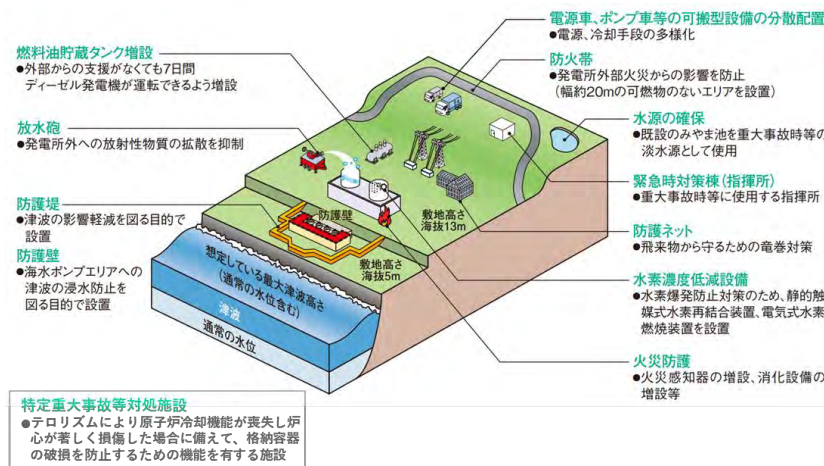 電源車、ポンプ車等の可搬型設備の分散配置
●電源、冷却手段の多様化
燃料油貯蔵タンク増設
●外部からの支援がなくても7日間
ディーゼル発電機が運転できるよう増設
防火帯
●発電所外部火災からの影響を防止
(幅約20mの可燃物のないエリアを設置)
放水砲
●発電所外への放射性物質の拡散を抑制
水源の確保
●既設のみやま池を重大事故時等の
淡水源として使用
緊急時対策棟(指揮所)
●重大事故時等に使用する指揮所
防護堤
●津波の影響軽減を図る目的で
設置
防護壁
●海水ポンプエリアへの
津波の浸水防止を
図る目的で設置
防護壁
敷地高さ
海抜13m
敷地高さ
海抜5m
防護ネット
●飛来物から守るための竜巻対策
想定している最大津波高さ
(通常の水位含む)
津波
通常の水位
水素濃度低減設備
●水素爆発防止対策のため、静的触
媒式水素再結合装置、電気式水素
燃焼装置を設置
火災防護
●火災感知器の増設、消化設備の
増設等
特定重大事故等対処施設
●テロリズムにより原子炉冷却機能が喪失し炉
心が著しく損傷した場合に備えて、格納容器
の破損を防止するための機能を有する施設